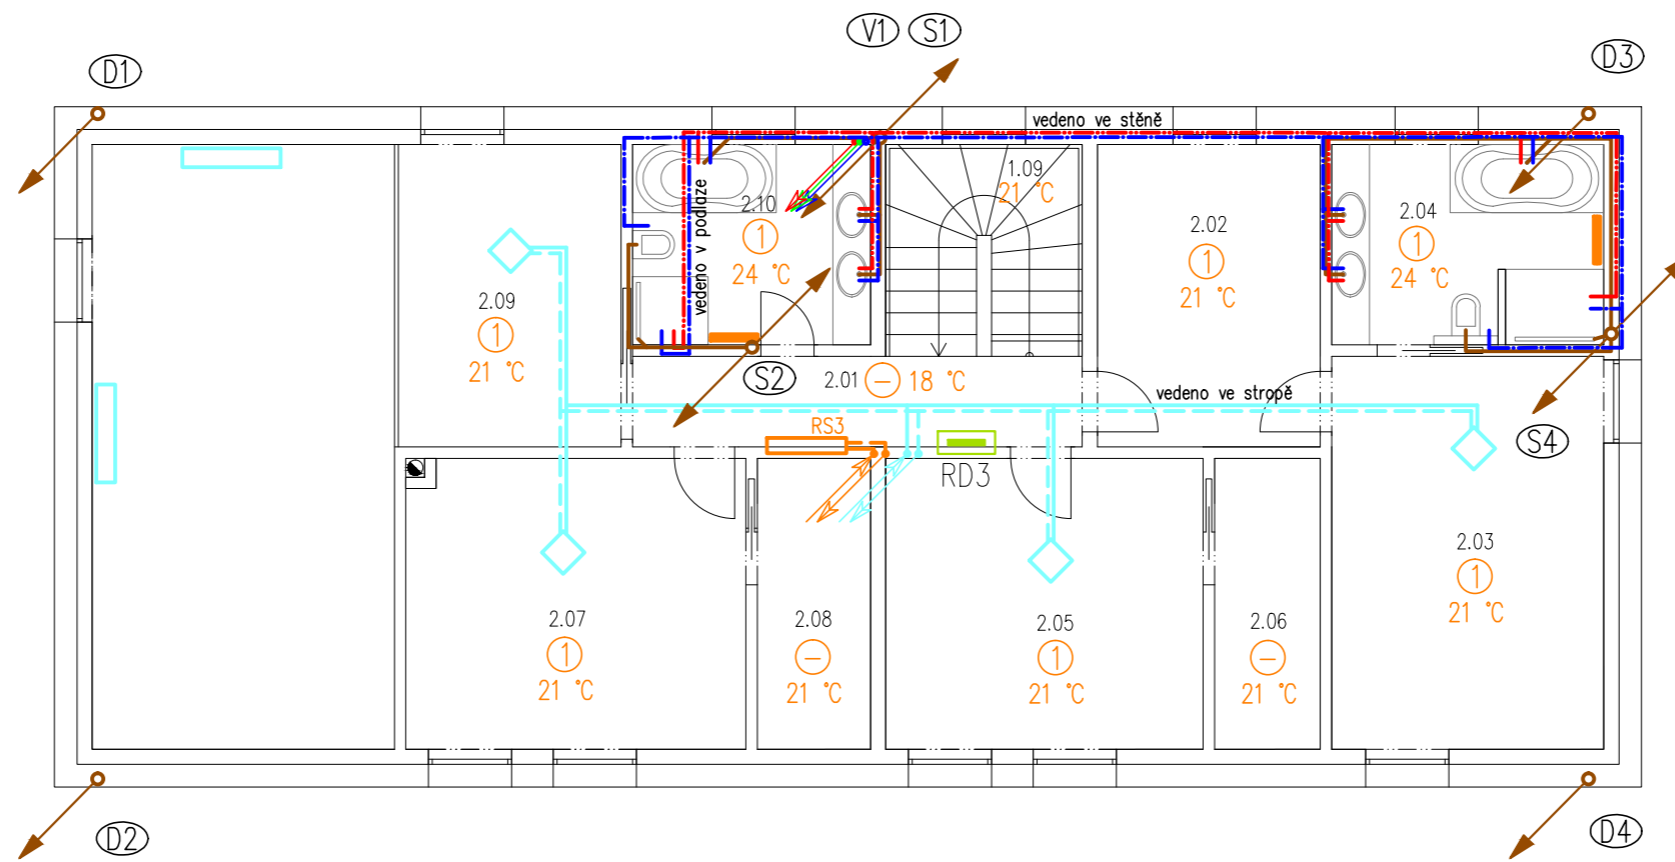 V1 S1
D1
D3
vedeno ve stěně
1.09
21 °C
2.10
1
24 °C
vedeno v podlaze
2.02
1
21 °C
2.04
1
24 °C
2.09
1
21 °C
S2
2.01 – 18 °C
vedeno ve stropě
RS3
RD3
S4
2.03
1
21 °C
2.07
1
21 °C
2.08
–
21 °C
2.05
1
21 °C
2.06
–
21 °C
D2
D4